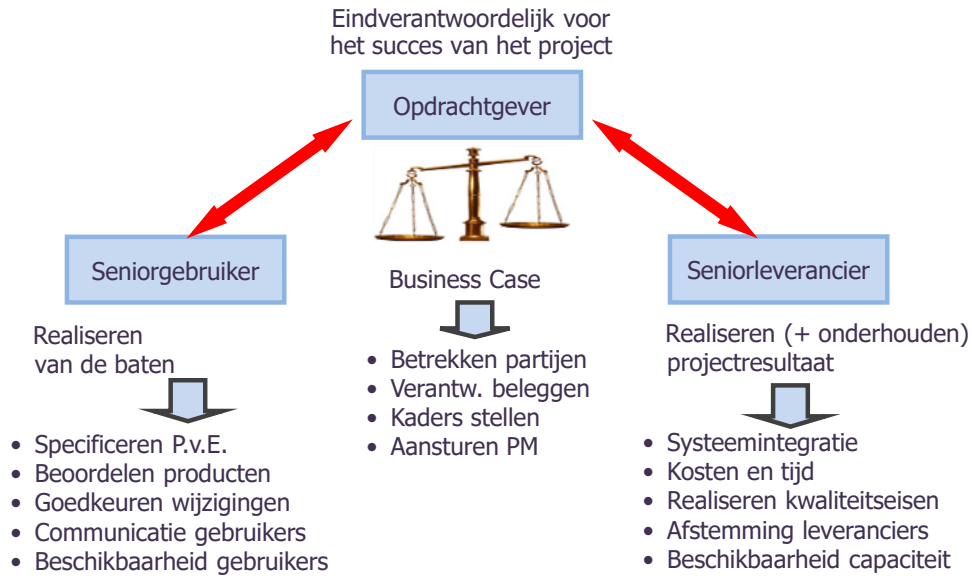 Eindverantwoordelijk voor
het succes van het project
Opdrachtgever
Seniorgebruiker
Realiseren
van de baten
• Specificeren P.v.E.
• Beoordelen producten
• Goedkeuren wijzigingen
• Communicatie gebruikers
• Beschikbaarheid gebruikers
Business Case
• Betrekken partijen
• Verantw. beleggen
• Kaders stellen
• Aansturen PM
Seniorleverancier
Realiseren (+ onderhouden)
projectresultaat
• Systeemintegratie
• Kosten en tijd
• Realiseren kwaliteitseisen
• Afstemming leveranciers
• Beschikbaarheid capaciteit